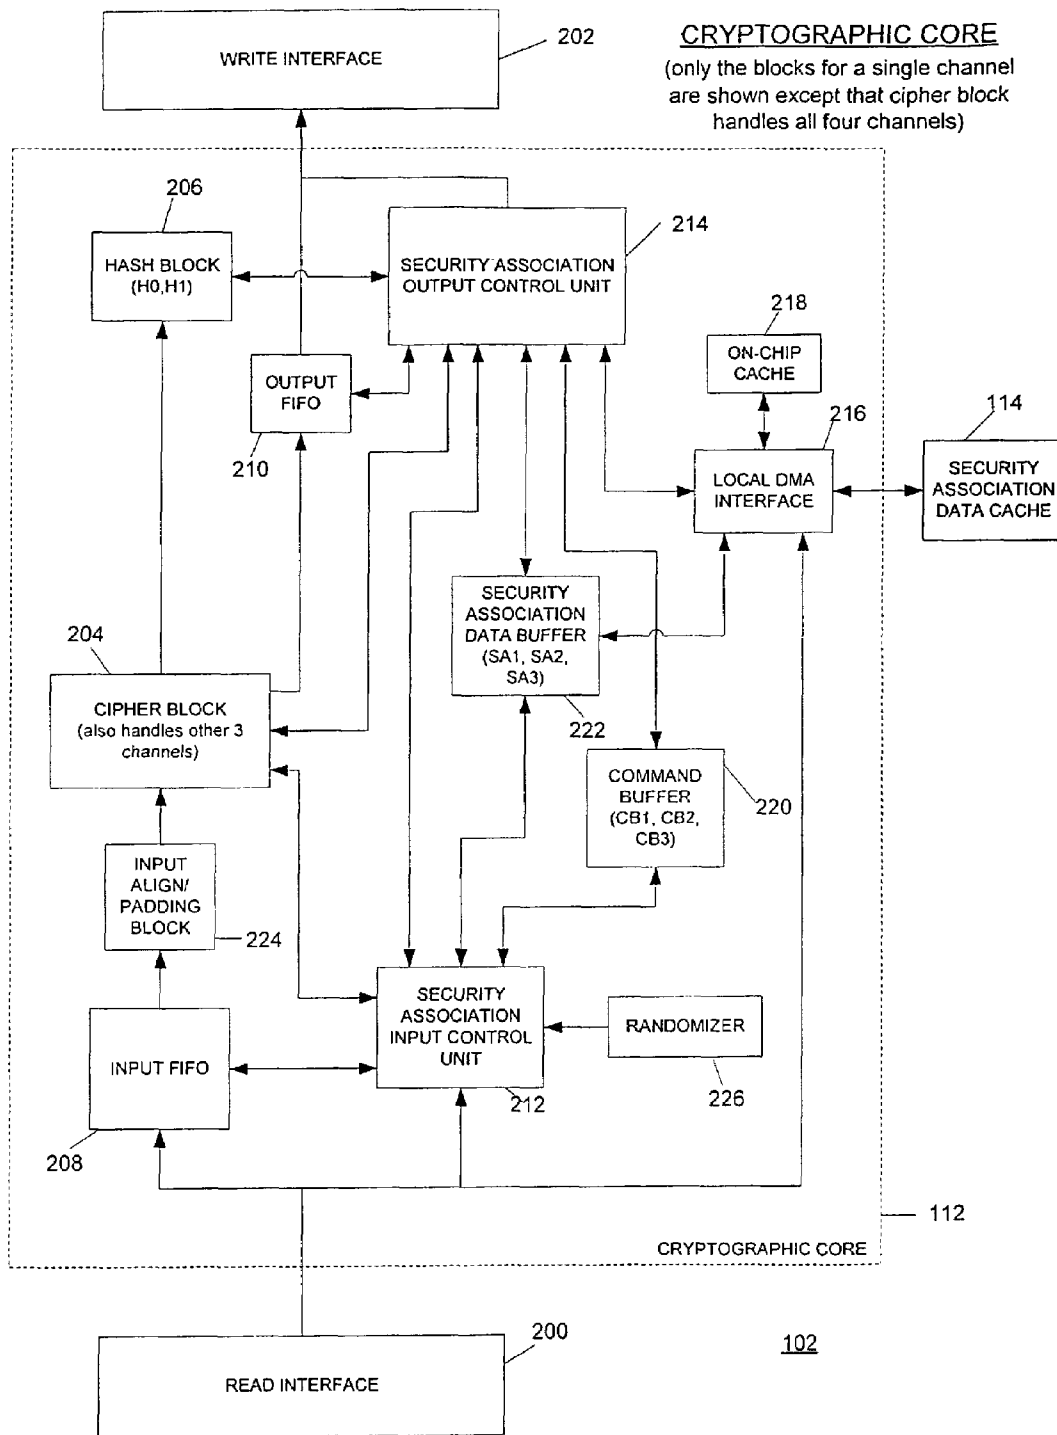 CRYPTOGRAPHIC CORE
(only the blocks for a single channel
are shown except that cipher block
handles all four channels)
WRITE INTERFACE
202
206
HASH BLOCK
(H0,H1)
SECURITY ASSOCIATION
OUTPUT CONTROL UNIT
214
218
ON-CHIP
CACHE
OUTPUT
FIFO
210
216
LOCAL DMA
INTERFACE
114
SECURITY
ASSOCIATION
DATA CACHE
SECURITY
ASSOCIATION
DATA BUFFER
(SA1, SA2,
SA3)
222
204
CIPHER BLOCK
(also handles other 3
channels)
COMMAND
BUFFER
(CB1, CB2,
CB3)
220
INPUT
ALIGN/
PADDING
BLOCK
224
SECURITY
ASSOCIATION
INPUT CONTROL
UNIT
212
RANDOMIZER
226
INPUT FIFO
208
112
CRYPTOGRAPHIC CORE
200
READ INTERFACE
102